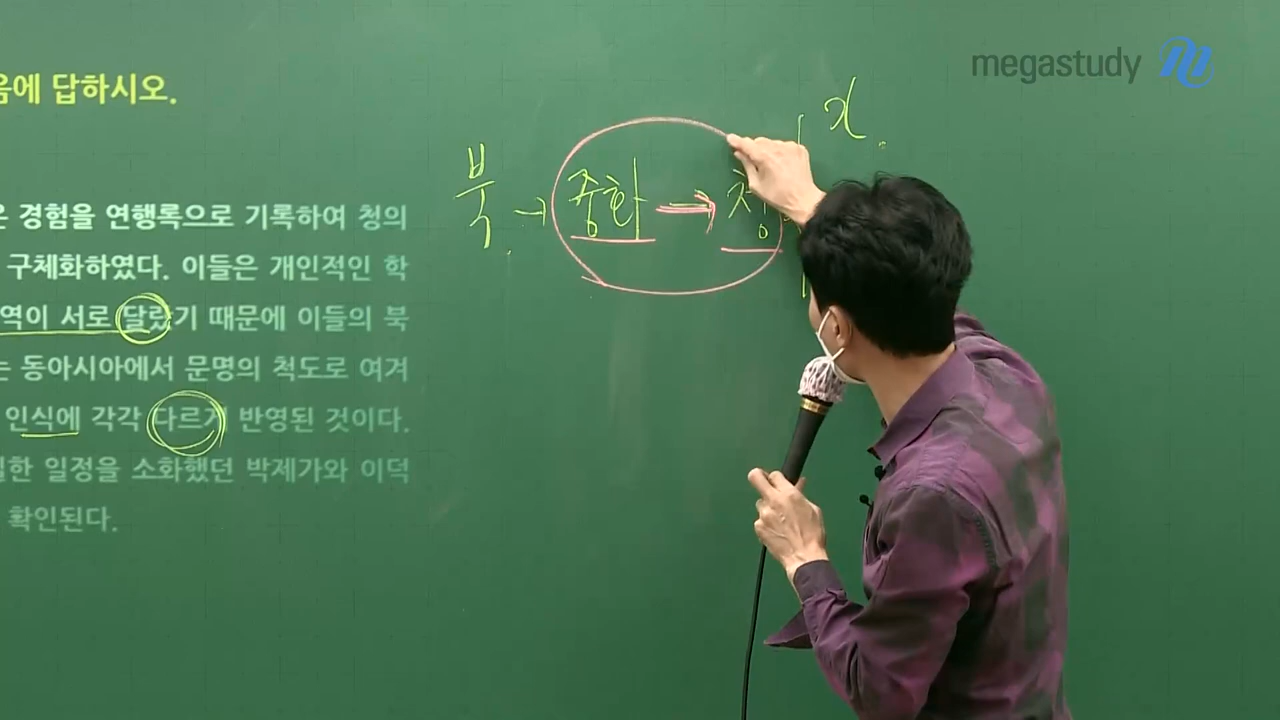 megastudy
음에 답하시오.
은 경험을 연행록으로 기록하여 청의
구체화하였다. 이들은 개인적인 학
역이 서로 달랐기 때문에 이들의 북
는 동아시아에서 문명의 척도로 여겨
인식에 각각 다르게 반영된 것이다.
일한 일정을 소화했던 박제가와 이덕
확인된다.
x
북 → 중화 → 청